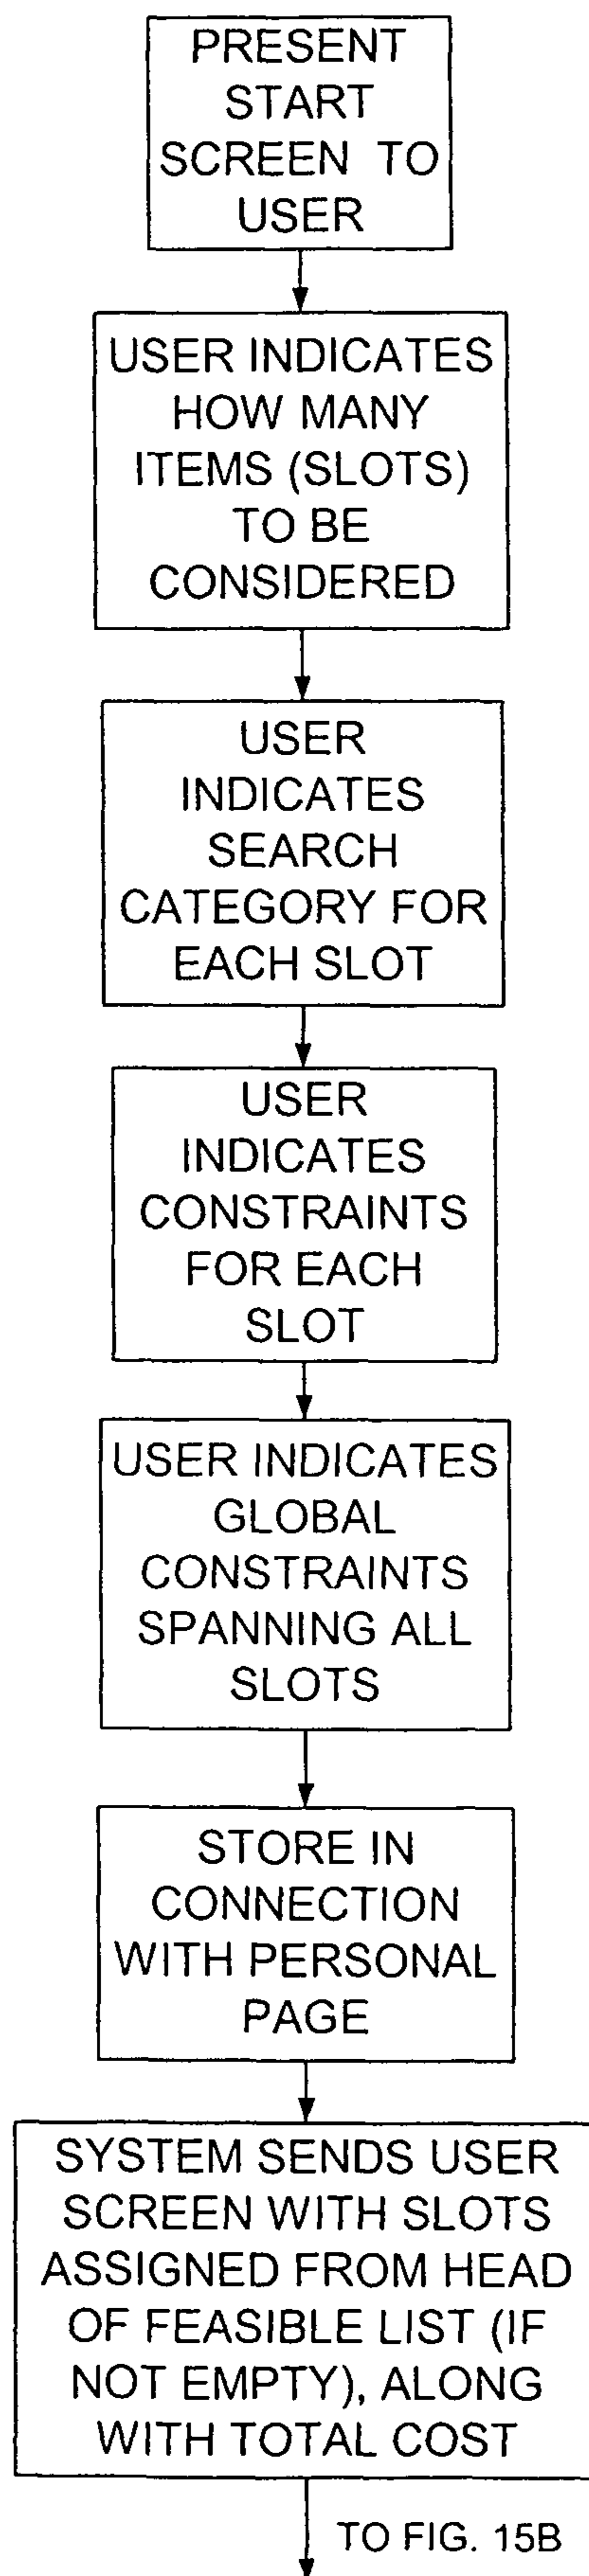 PRESENT
START
SCREEN TO
USER
USER INDICATES
HOW MANY
ITEMS (SLOTS)
TO BE
CONSIDERED
USER
INDICATES
SEARCH
CATEGORY FOR
EACH SLOT
USER
INDICATES
CONSTRAINTS
FOR EACH
SLOT
USER INDICATES
GLOBAL
CONSTRAINTS
SPANNING ALL
SLOTS
STORE IN
CONNECTION
WITH PERSONAL
PAGE
SYSTEM SENDS USER
SCREEN WITH SLOTS
ASSIGNED FROM HEAD
OF FEASIBLE LIST (IF
NOT EMPTY), ALONG
WITH TOTAL COST
TO FIG. 15B